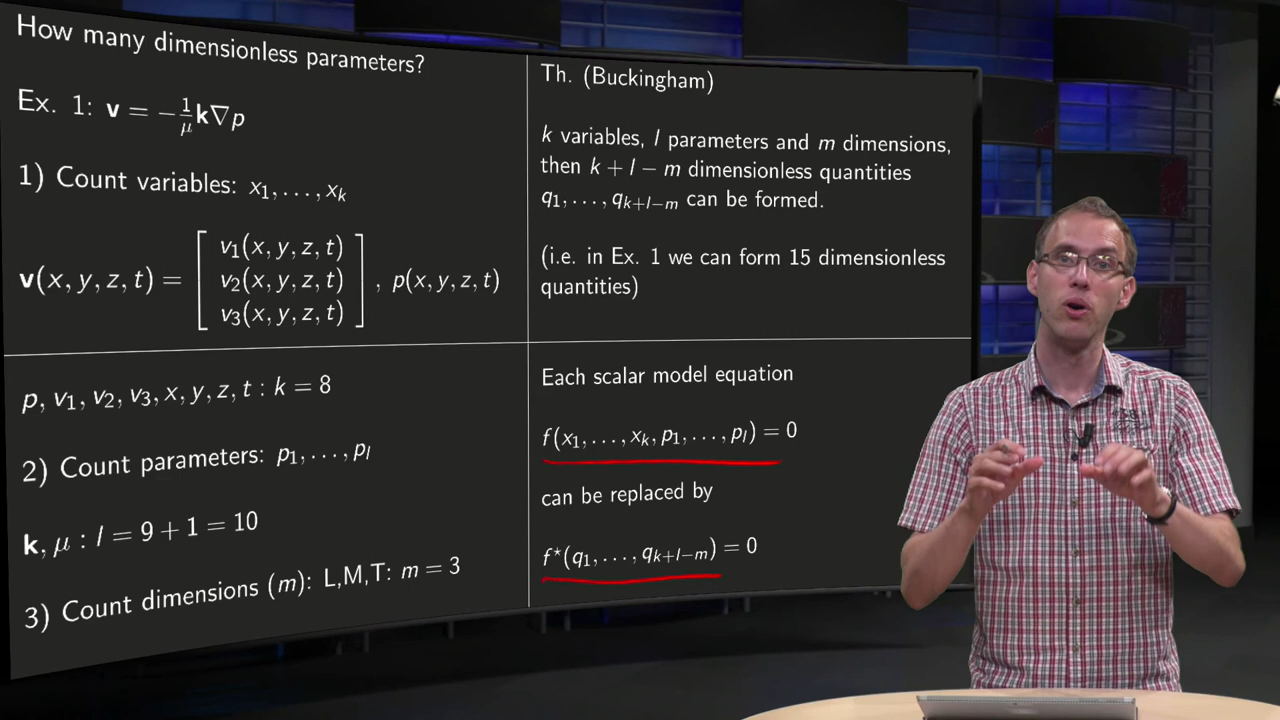 How many dimensionless parameters?
Ex. 1: v = −1/μ k∇p
1) Count variables: x₁, . . . , xₖ
v(x, y, z, t) = [ v₁(x, y, z, t)
v₂(x, y, z, t)
v₃(x, y, z, t) ] , p(x, y, z, t)
p, v₁, v₂, v₃, x, y, z, t : k = 8
2) Count parameters: p₁, . . . , pₗ
k, μ : l = 9 + 1 = 10
3) Count dimensions (m): L,M,T: m = 3
Th. (Buckingham)
k variables, l parameters and m dimensions,
then k + l − m dimensionless quantities
q₁, . . . , qₖ₊ₗ₋ₘ can be formed.
(i.e. in Ex. 1 we can form 15 dimensionless
quantities)
Each scalar model equation
f(x₁, . . . , xₖ, p₁, . . . , pₗ) = 0
can be replaced by
f*(q₁, . . . , qₖ₊ₗ₋ₘ) = 0